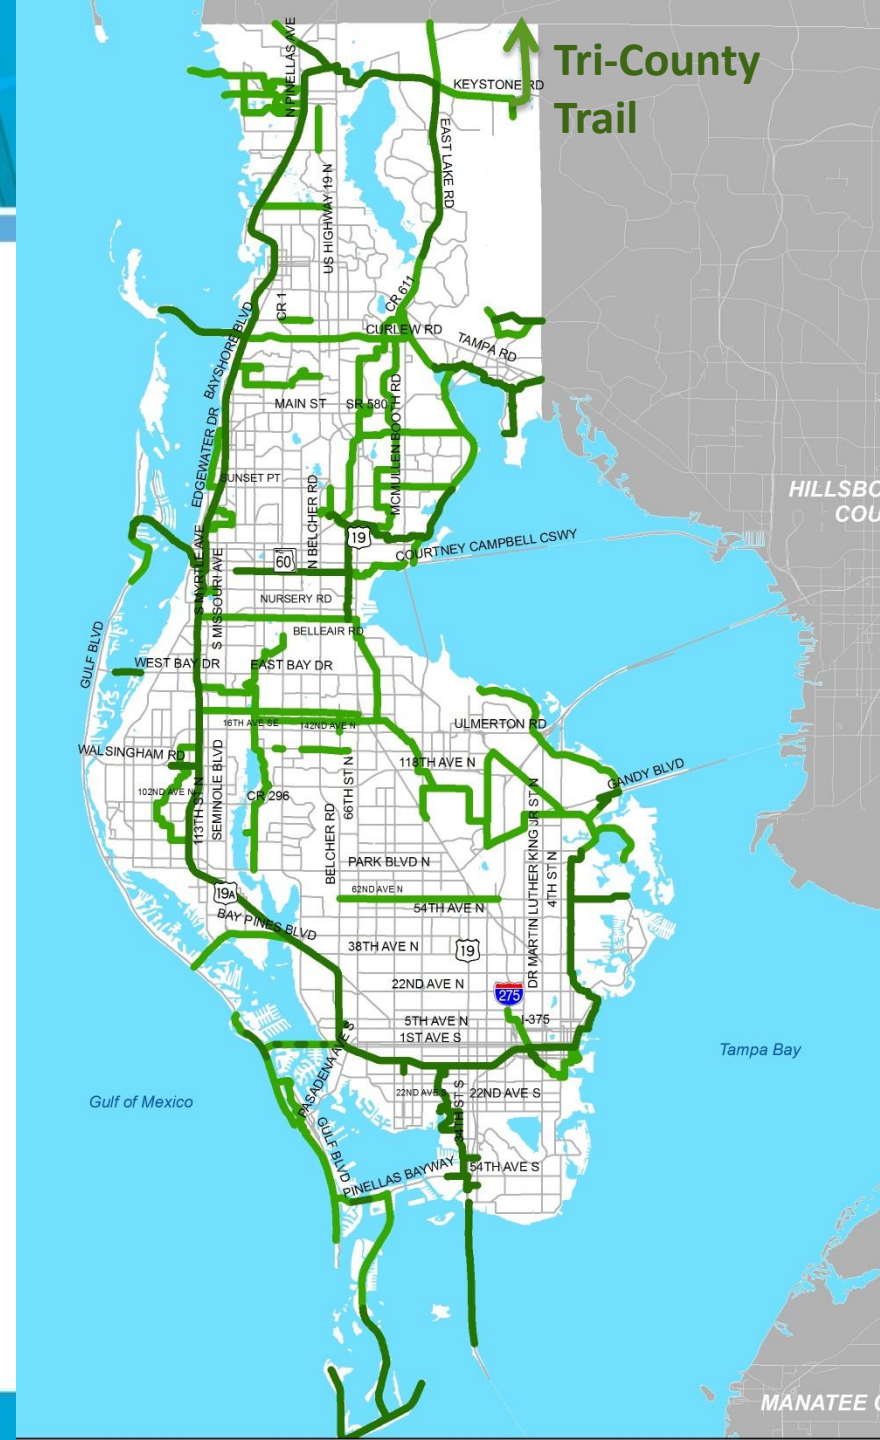 Tri-County
Trail
N PINELLAS AVE
KEYSTONE RD
EAST LAKE RD
US HIGHWAY 19 N
CR 1
CR 611
CURLEW RD
TAMPA RD
BAYSHORE BLVD
EDGEWATER DR
MAIN ST
SR 580
MCMULLEN BOOTH RD
SUNSET PT
N BELCHER RD
HILLSBO
COU
19
60
COURTNEY CAMPBELL CSWY
S MYRTLE AVE
S MISSOURI AVE
NURSERY RD
BELLEAIR RD
GULF BLVD
WEST BAY DR
EAST BAY DR
16TH AVE SE
142ND AVE N
ULMERTON RD
WALSINGHAM RD
118TH AVE N
GANDY BLVD
102ND AVE N
113TH ST N
SEMINOLE BLVD
CR 296
66TH ST N
BELCHER RD
DR MARTIN LUTHER KING JR ST N
4TH ST N
PARK BLVD N
62ND AVE N
54TH AVE N
19A
BAY PINES BLVD
38TH AVE N
19
22ND AVE N
275
5TH AVE N
I-375
1ST AVE S
Tampa Bay
PASADENA AVE S
22ND AVE S
34TH ST S
22ND AVE S
Gulf of Mexico
GULF BLVD
54TH AVE S
PINELLAS BAYWAY
MANATEE C